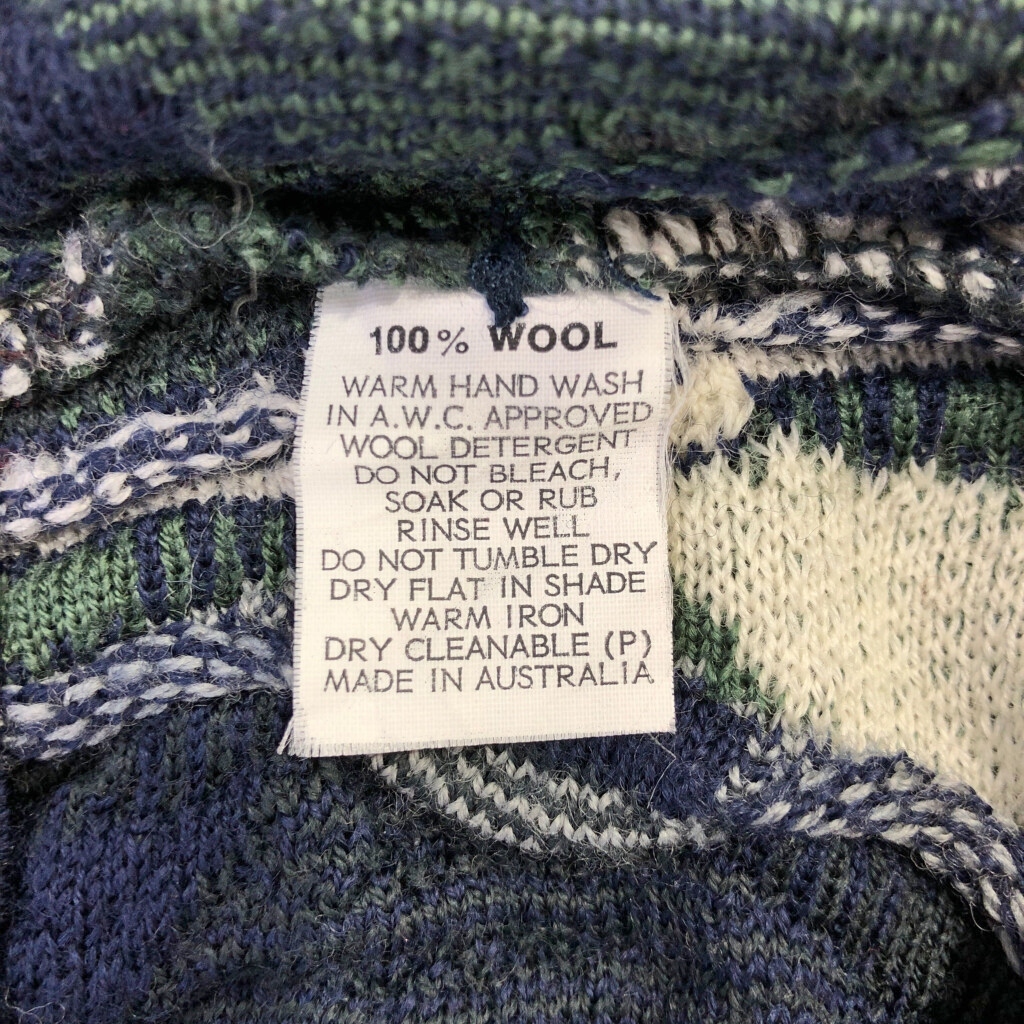 100% WOOL
WARM HAND WASH
IN A.W.C. APPROVED
WOOL DETERGENT
DO NOT BLEACH,
SOAK OR RUB
RINSE WELL
DO NOT TUMBLE DRY
DRY FLAT IN SHADE
WARM IRON
DRY CLEANABLE (P)
MADE IN AUSTRALIA